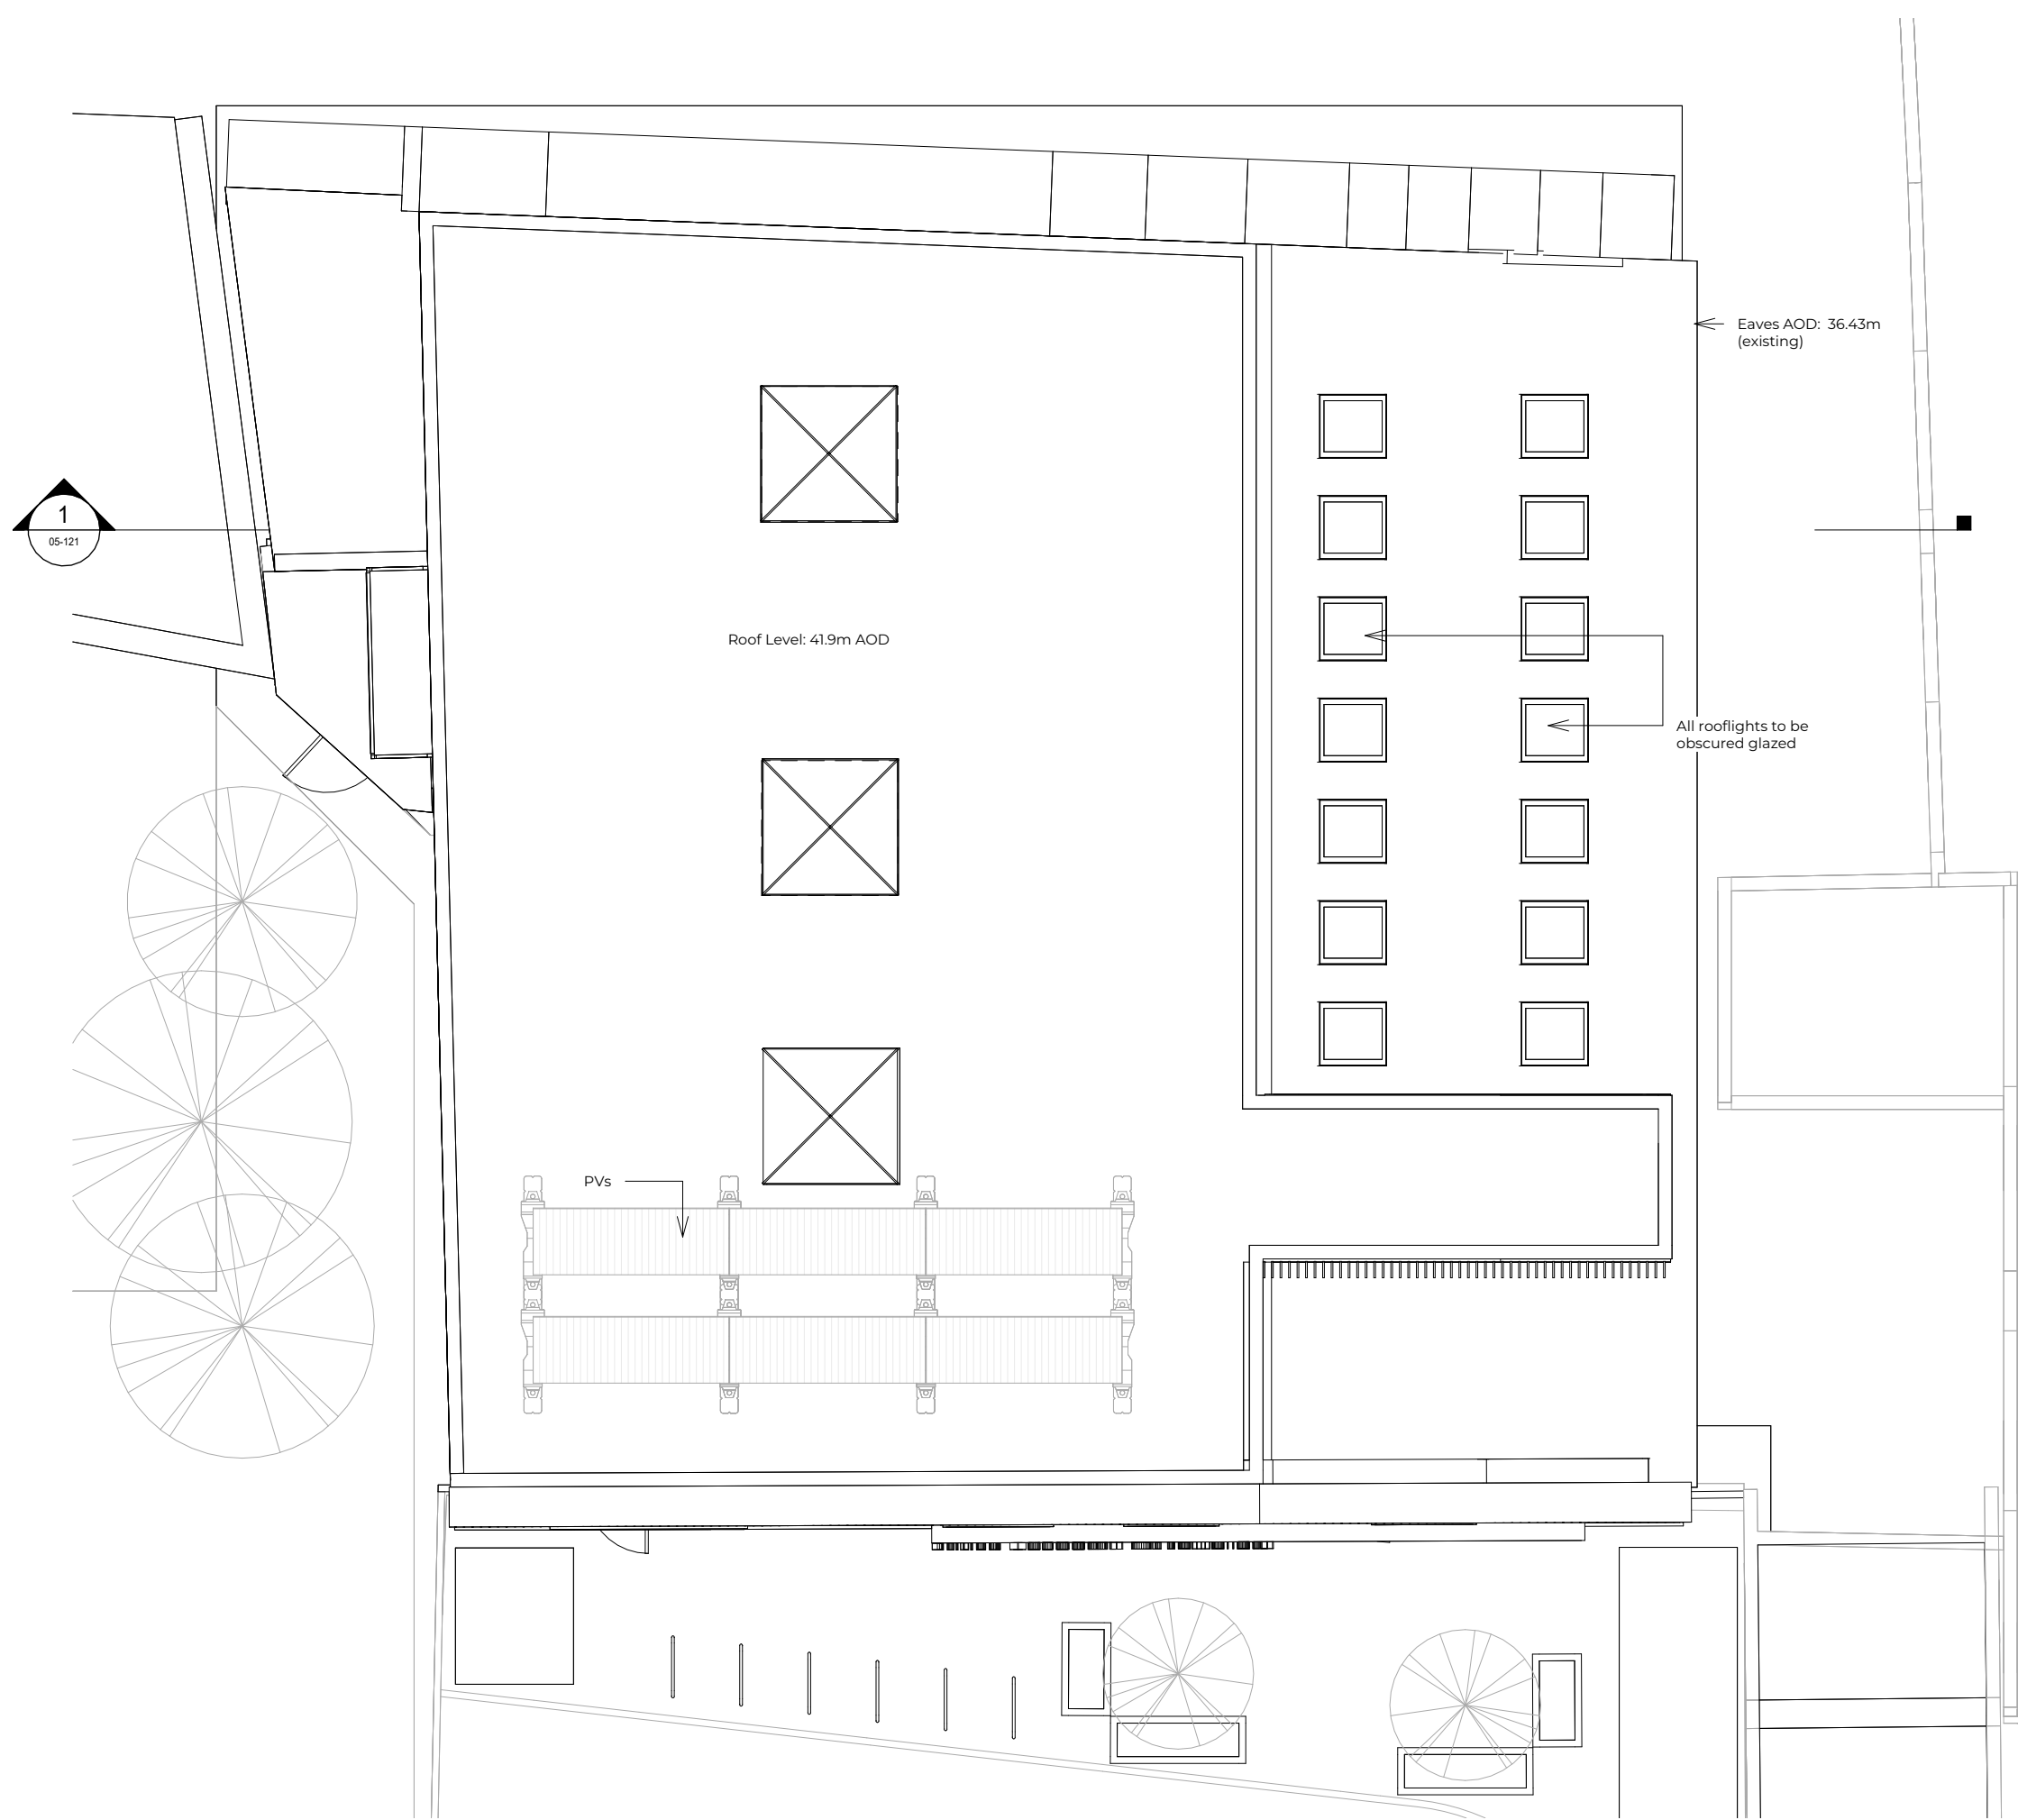 Eaves AOD: 36.43m
(existing)
1
05-121
Roof Level: 41.9m AOD
All rooflights to be
obscured glazed
PVs